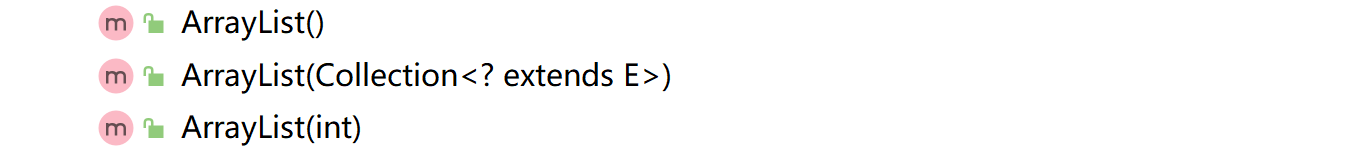 m ArrayList()
m ArrayList(Collection<? extends E>)
m ArrayList(int)